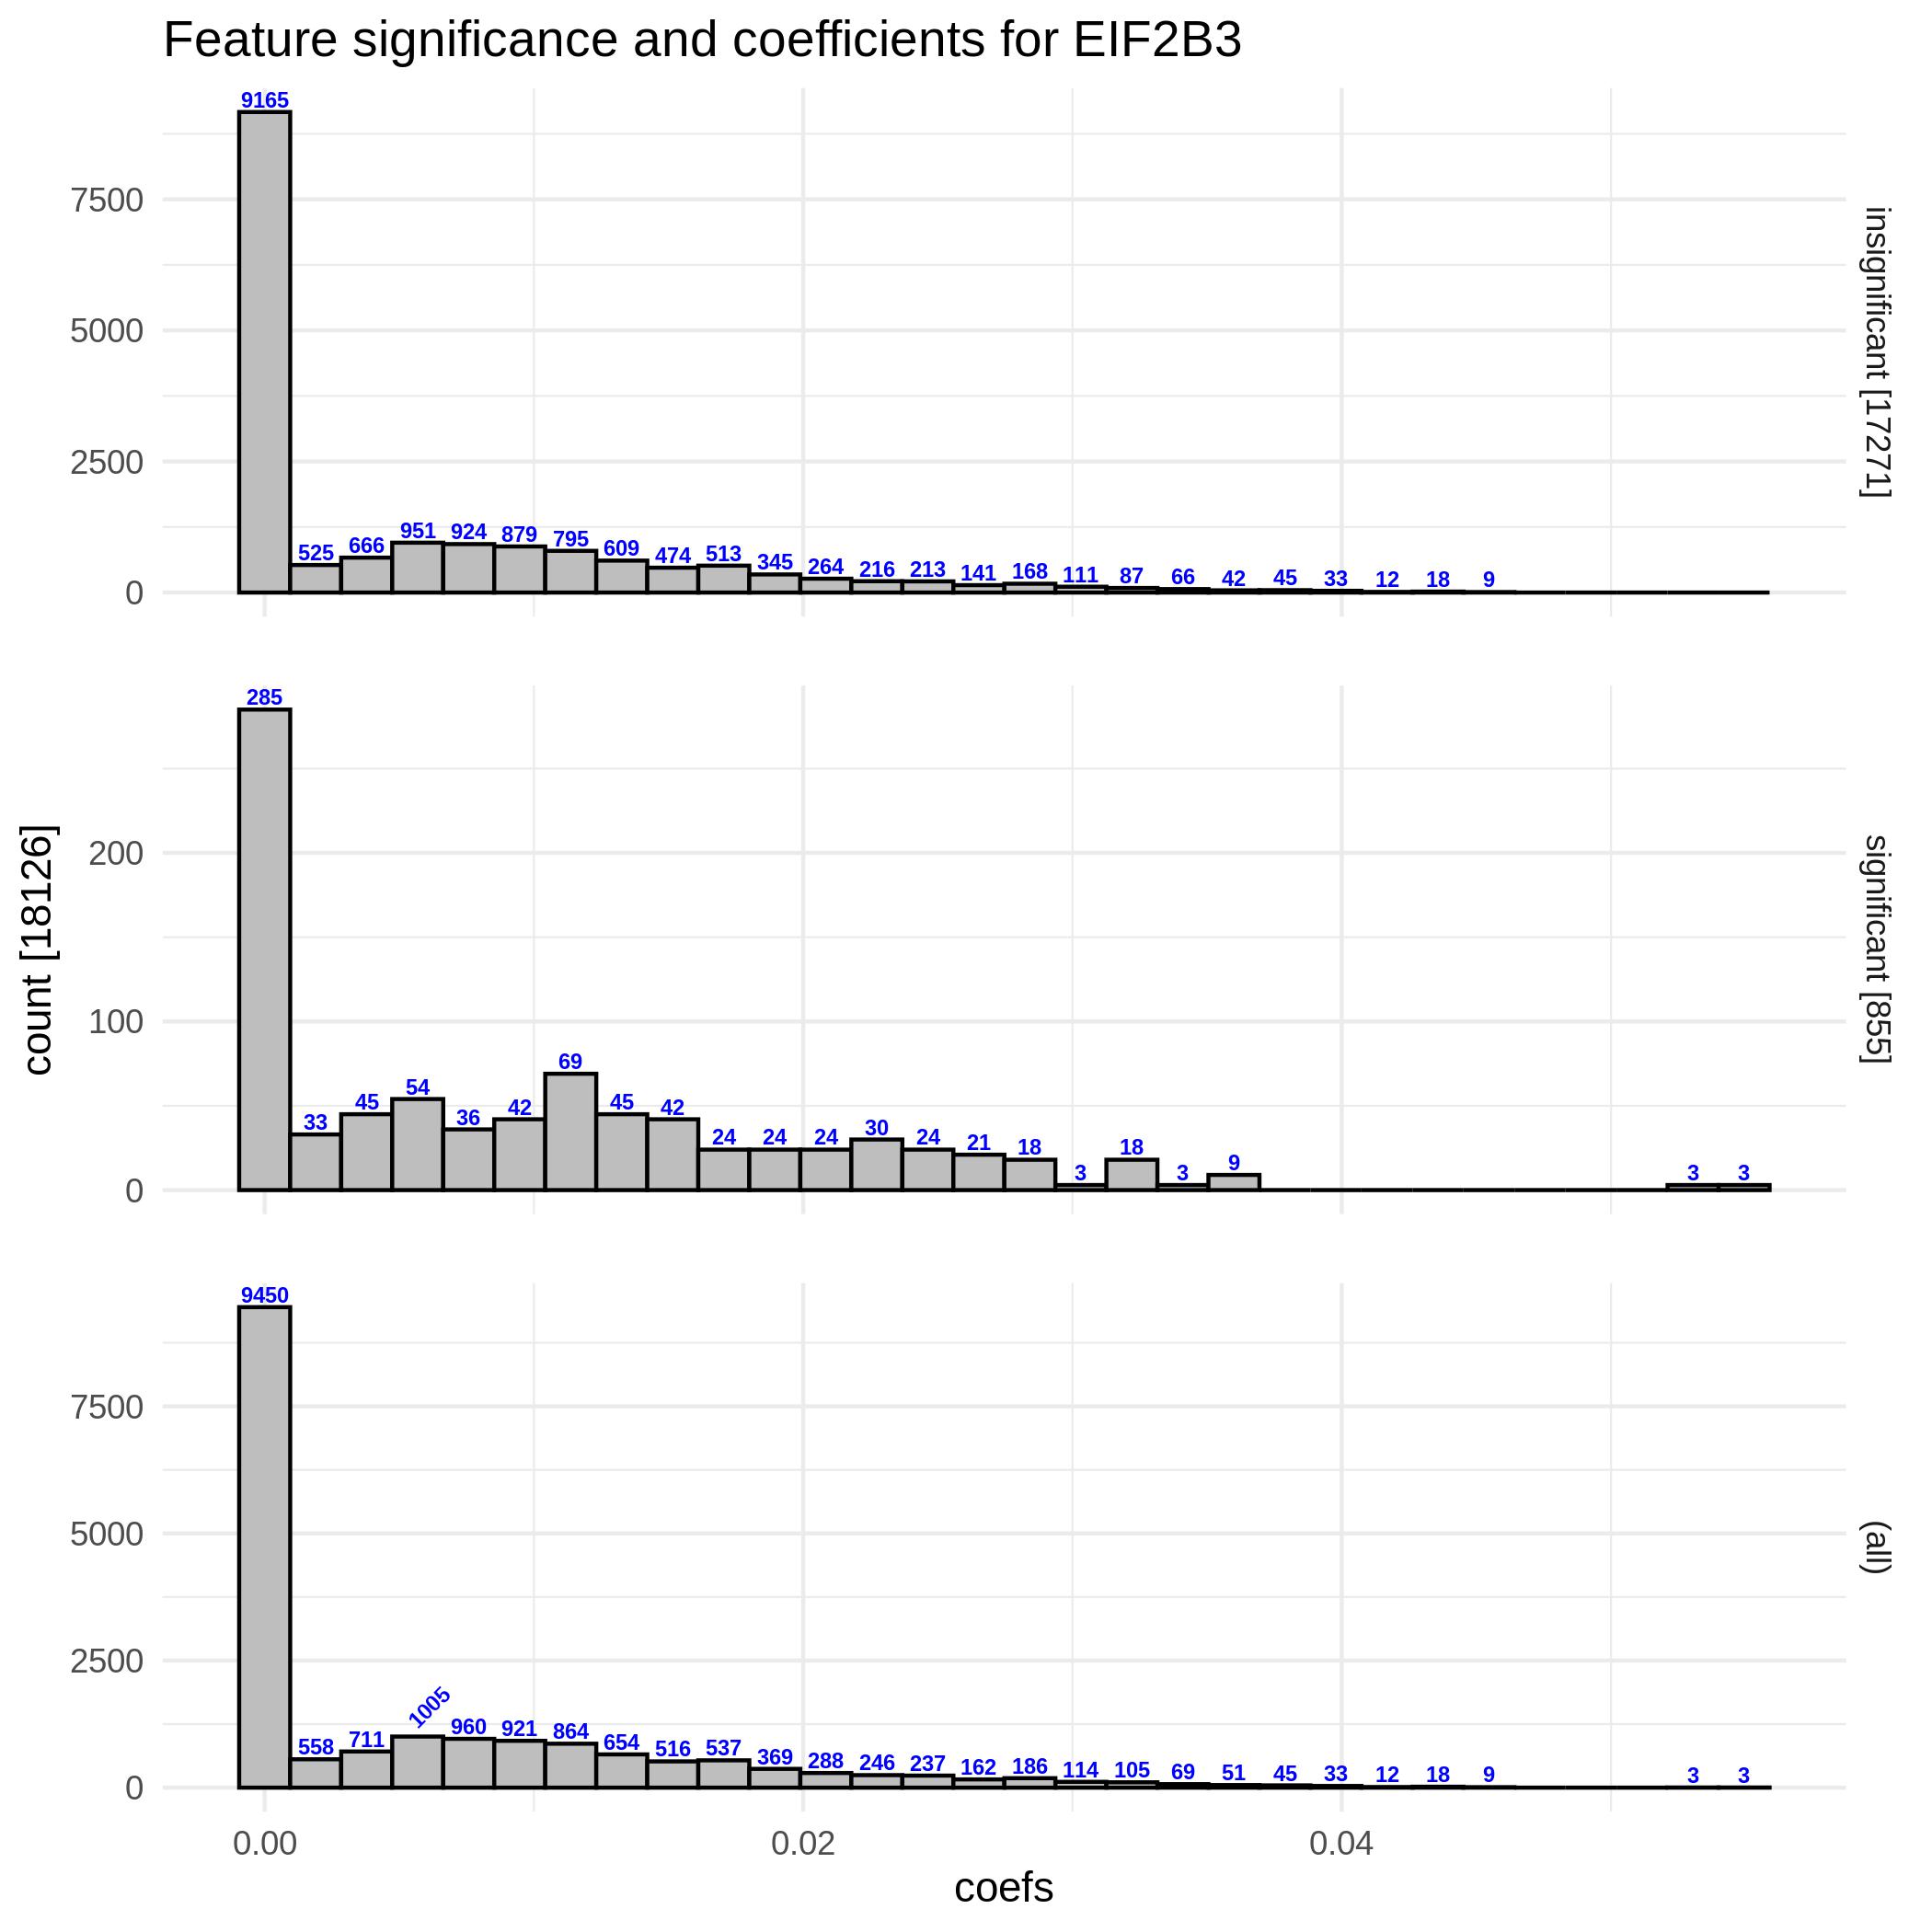 Feature significance and coefficients for EIF2B3
9165
7500
5000
2500
0
525 666 951 924 879 795 609 474 513 345 264 216 213 141 168 111 87 66 42 45 33 12 18 9
insignificant [17271]
285
200
100
0
33 45 54 36 42 69 45 42 24 24 24 30 24 21 18 3 18 3 9 3 3
significant [855]
count [18126]
9450
7500
5000
2500
0
558 711 1005 960 921 864 654 516 537 369 288 246 237 162 186 114 105 69 51 45 33 12 18 9 3 3
(all)
0.00 0.02 0.04
coefs